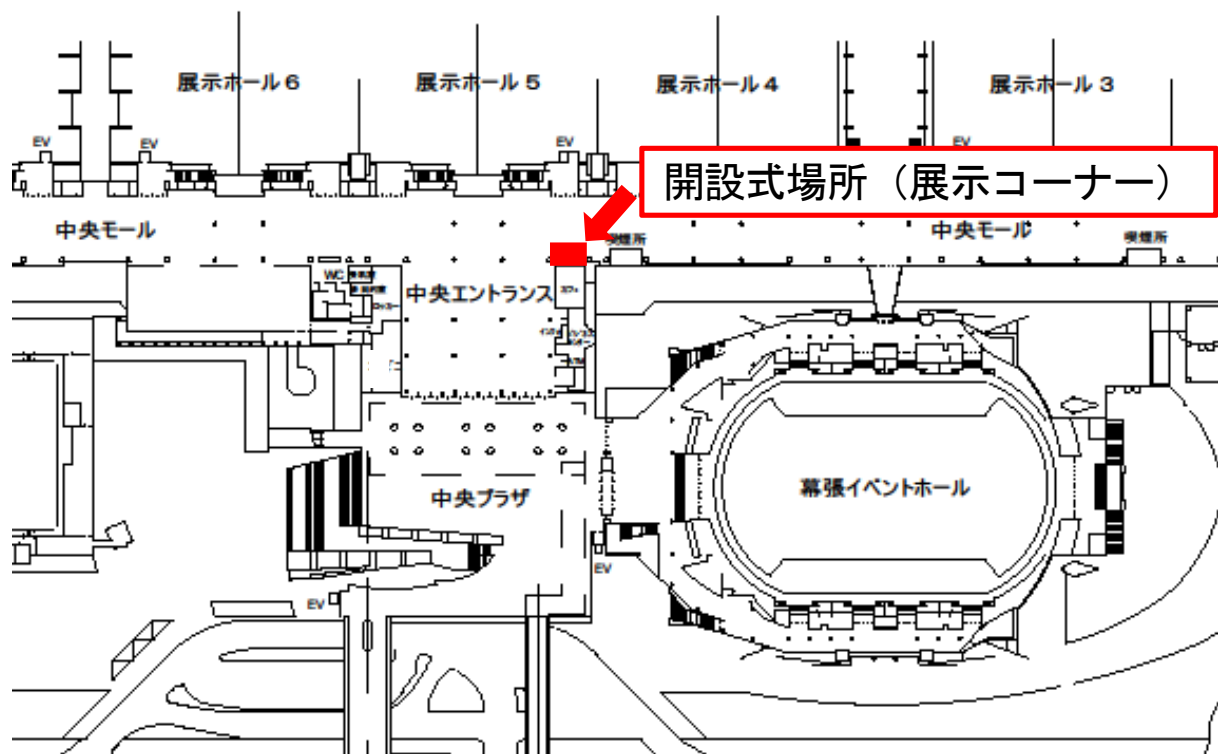 展示ホール6
展示ホール5
展示ホール4
展示ホール3
EV
EV
EV
EV
開設式場所（展示コーナー）
中央モール
中央モール
喫煙所
喫煙所
WC
中央エントランス
カフェ
幕張イベントホール
中央プラザ
EV
EV